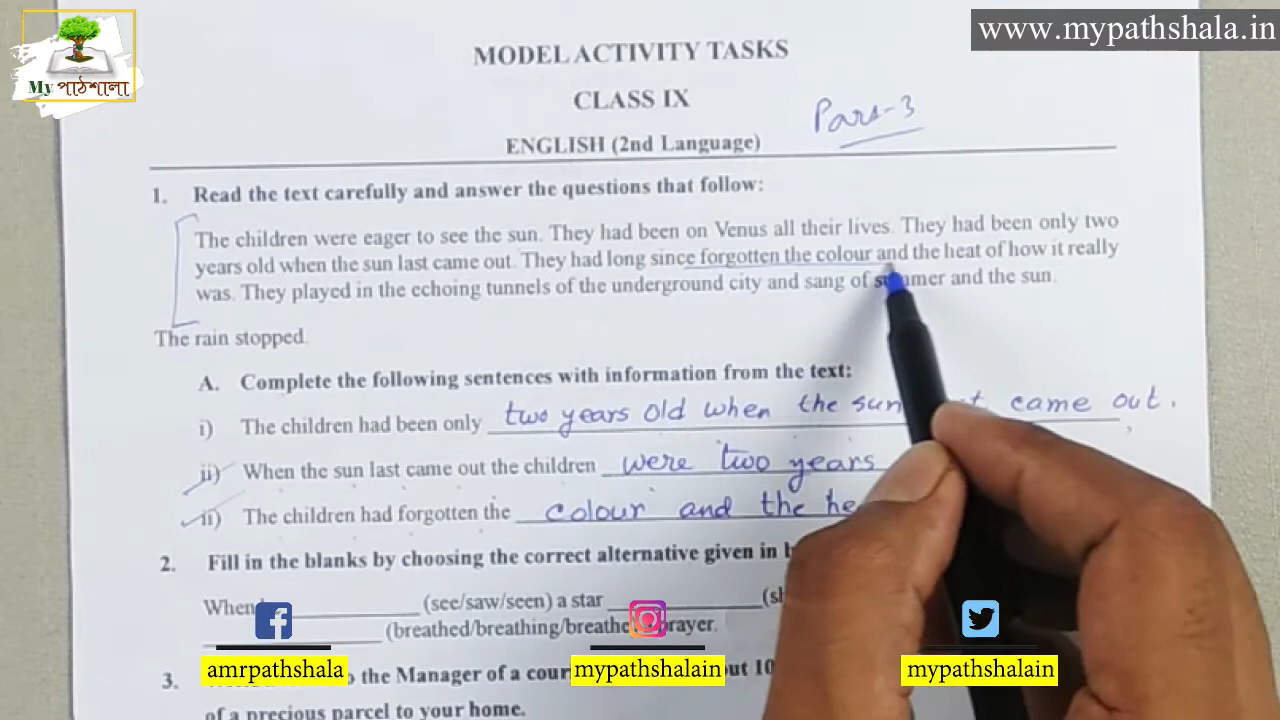 www.mypathshala.in
My পাঠশালা
MODEL ACTIVITY TASKS
CLASS IX
ENGLISH (2nd Language)
Part-3
1. Read the text carefully and answer the questions that follow:
The children were eager to see the sun. They had been on Venus all their lives. They had been only two
years old when the sun last came out. They had long since forgotten the colour and the heat of how it really
was. They played in the echoing tunnels of the underground city and sang of summer and the sun.
The rain stopped.
A. Complete the following sentences with information from the text:
i) The children had been only two years old when the sun came out.
ii) When the sun last came out the children were two years
ii) The children had forgotten the colour and the he
2. Fill in the blanks by choosing the correct alternative given in
When (see/saw/seen) a star
(breathed/breathing/breathe prayer.
3. the Manager of a cour
of a precious parcel to your home.
amrpathshala
mypathshalain
mypathshalain